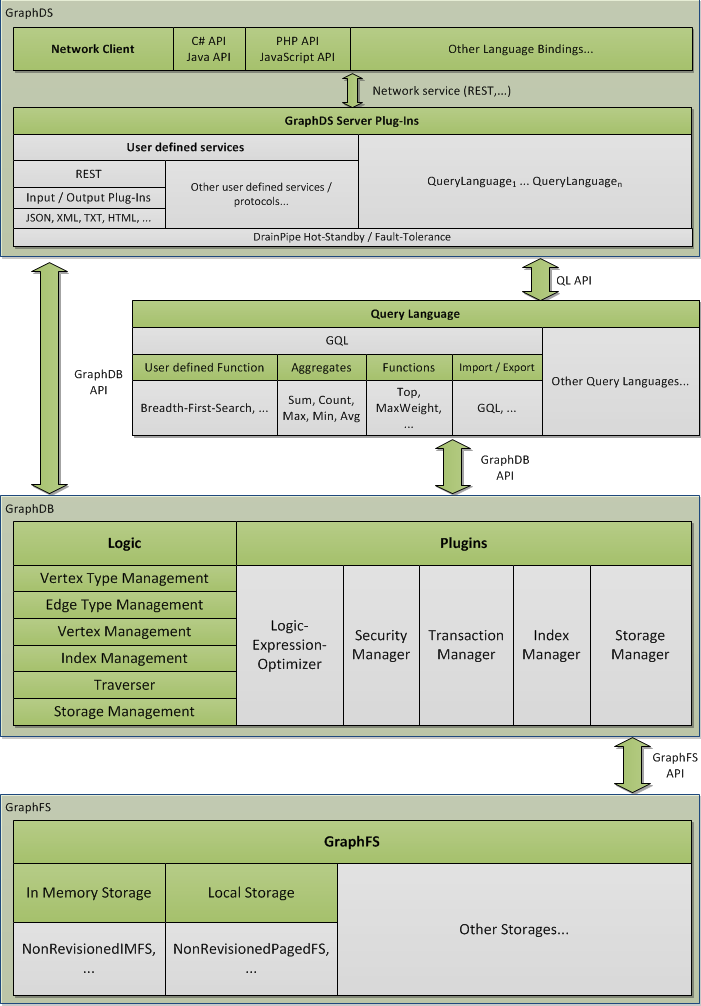 GraphDS
Network Client
C# API
Java API
PHP API
JavaScript API
Other Language Bindings...
Network service (REST,...)
GraphDS Server Plug-Ins
User defined services
REST
Input / Output Plug-Ins
JSON, XML, TXT, HTML, ...
Other user defined services /
protocols...
QueryLanguage₁ ... QueryLanguageₙ
DrainPipe Hot-Standby / Fault-Tolerance
QL API
GraphDB
API
Query Language
GQL
User defined Function
Aggregates
Functions
Import / Export
Breadth-First-Search, ...
Sum, Count,
Max, Min, Avg
Top,
MaxWeight,
...
GQL, ...
Other Query Languages...
GraphDB
API
GraphDB
Logic
Plugins
Vertex Type Management
Edge Type Management
Vertex Management
Index Management
Traverser
Storage Management
Logic-
Expression-
Optimizer
Security
Manager
Transaction
Manager
Index
Manager
Storage
Manager
GraphFS
API
GraphFS
GraphFS
In Memory Storage
Local Storage
NonRevisionedIMFS,
...
NonRevisionedPagedFS,
...
Other Storages...